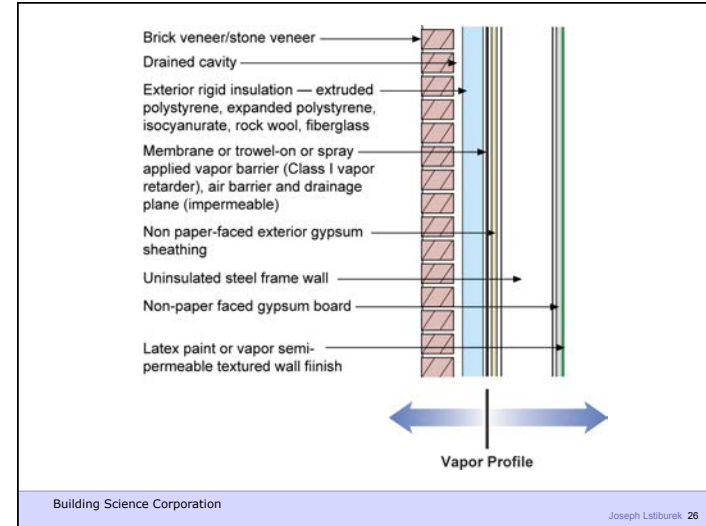 Brick veneer/stone veneer
Drained cavity
Exterior rigid insulation — extruded
polystyrene, expanded polystyrene,
isocyanurate, rock wool, fiberglass
Membrane or trowel-on or spray
applied vapor barrier (Class I vapor
retarder), air barrier and drainage
plane (impermeable)
Non paper-faced exterior gypsum
sheathing
Uninsulated steel frame wall
Non-paper faced gypsum board
Latex paint or vapor semi-
permeable textured wall fiinish
Vapor Profile
Building Science Corporation
Joseph Lstiburek 26